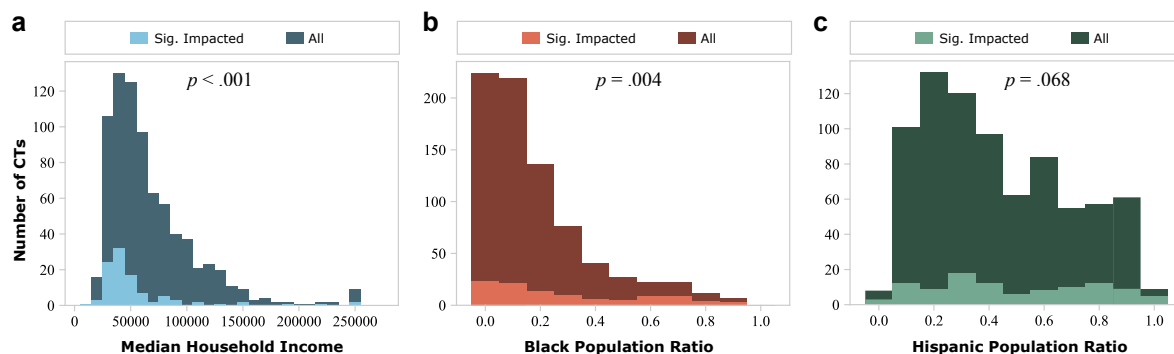 a
Sig. Impacted All
p < .001
120
100
80
60
40
20
0
Number of CTs
0 50000 100000 150000 200000 250000
Median Household Income
b
Sig. Impacted All
p = .004
200
150
100
50
0
0.0 0.2 0.4 0.6 0.8 1.0
Black Population Ratio
c
Sig. Impacted All
p = .068
120
100
80
60
40
20
0
0.0 0.2 0.4 0.6 0.8 1.0
Hispanic Population Ratio